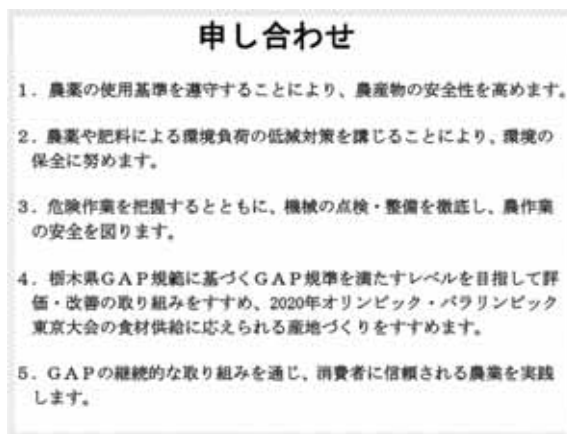 申し合わせ
１．農薬の使用基準を遵守することにより、農産物の安全性を高めます。
２．農薬や肥料による環境負荷の低減対策を講じることにより、環境の
保全に努めます。
３．危険作業を把握するとともに、機械の点検・整備を徹底し、農作業
の安全を図ります。
４．栃木県ＧＡＰ規範に基づくＧＡＰ規準を満たすレベルを目指して評
価・改善の取り組みをすすめ、2020年オリンピック・パラリンピック
東京大会の食材供給に応えられる産地づくりをすすめます。
５．ＧＡＰの継続的な取り組みを通じ、消費者に信頼される農業を実践
します。